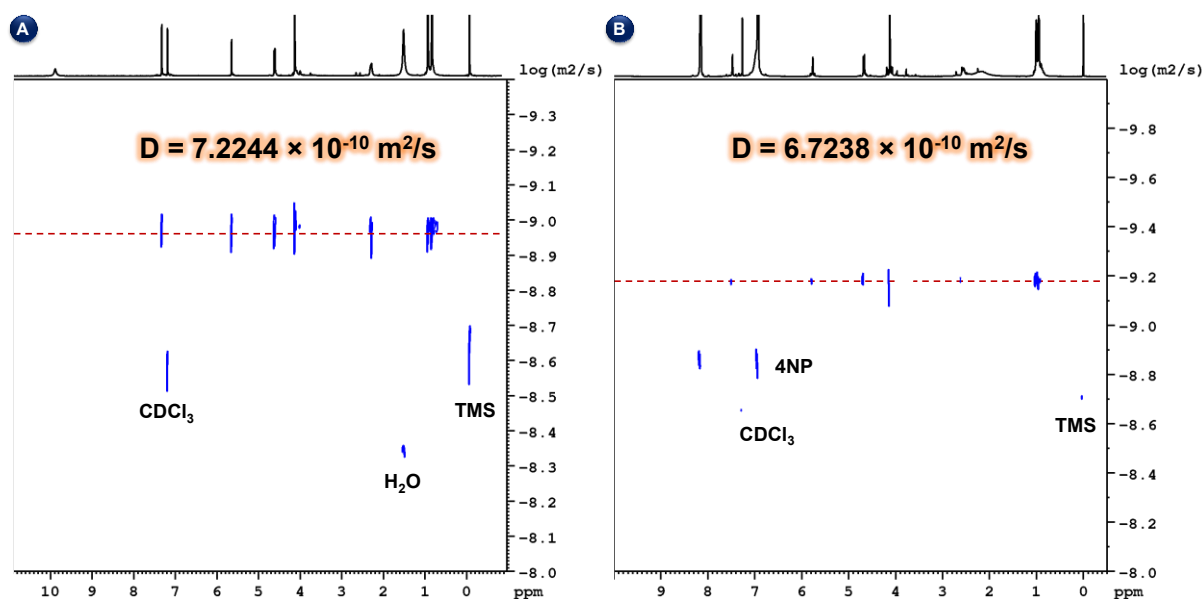 A
log(m2/s)
D = 7.2244 × 10⁻¹⁰ m²/s
-9.3
-9.2
-9.1
-9.0
-8.9
-8.8
-8.7
-8.6
-8.5
-8.4
-8.3
-8.2
-8.1
-8.0
CDCl₃
TMS
H₂O
10 9 8 7 6 5 4 3 2 1 0 ppm
B
log(m2/s)
D = 6.7238 × 10⁻¹⁰ m²/s
-9.8
-9.6
-9.4
-9.2
-9.0
-8.8
-8.6
-8.4
-8.2
-8.0
4NP
CDCl₃
TMS
9 8 7 6 5 4 3 2 1 0 ppm